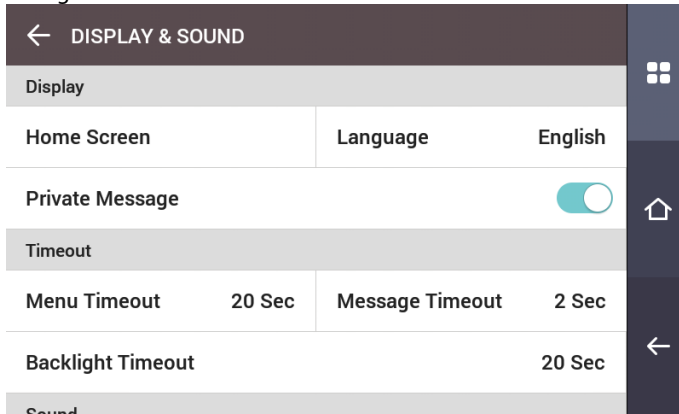 DISPLAY & SOUND
Display
Home Screen Language English
Private Message
Timeout
Menu Timeout 20 Sec Message Timeout 2 Sec
Backlight Timeout 20 Sec
Sound